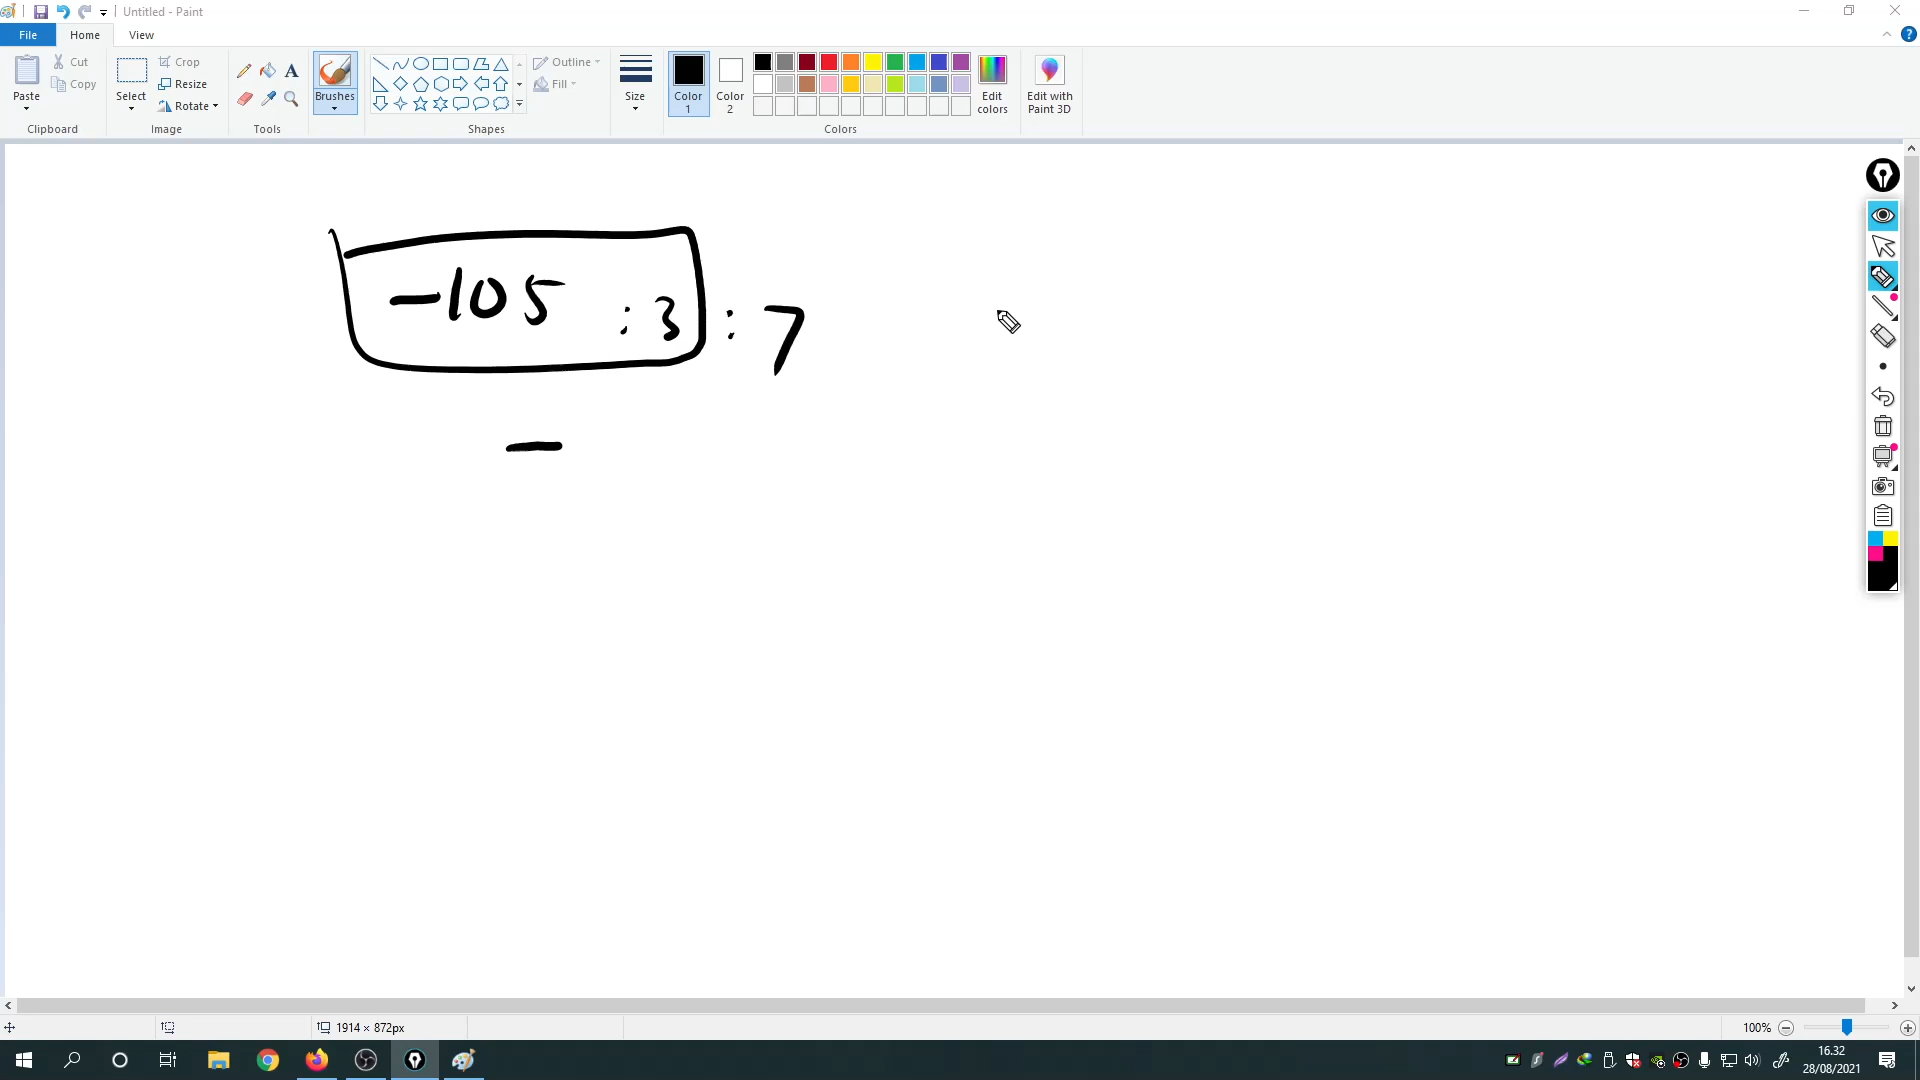 Untitled - Paint
File Home View
Paste
Cut
Copy
Clipboard
Select
Crop
Resize
Rotate
Image
Tools
Brushes
Shapes
Outline
Fill
Size
Color 1
Color 2
Colors
Edit colors
Edit with Paint 3D
-105 : 3 : 7
-
1914 × 872px
100%
16.32
28/08/2021